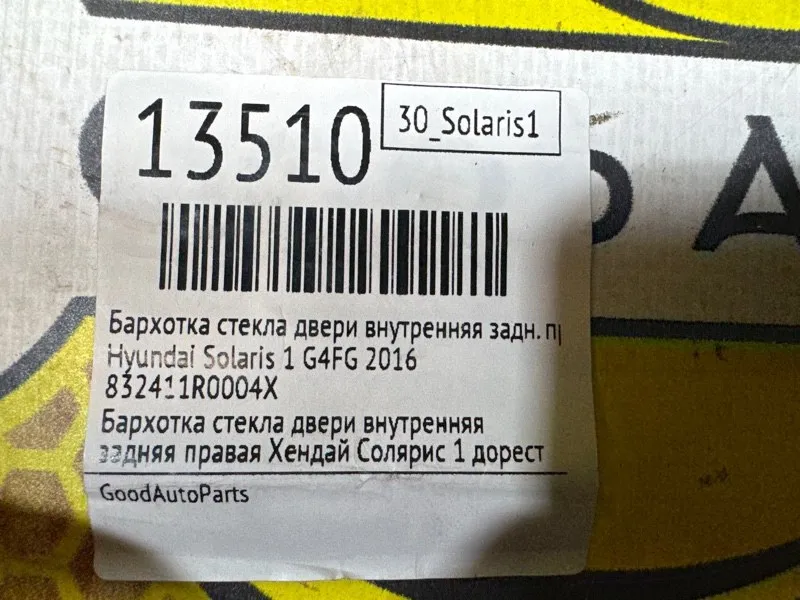 13510
30_Solaris1
Бархотка стекла двери внутренняя задн. п
Hyundai Solaris 1 G4FG 2016
832411R0004X
Бархотка стекла двери внутренняя
задняя правая Хендай Солярис 1 дорест
GoodAutoParts